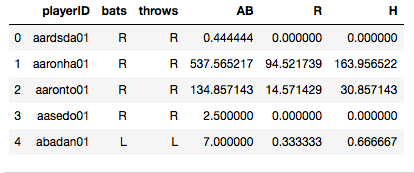 playerID bats throws AB R H
0 aardsda01 R R 0.444444 0.000000 0.000000
1 aaronha01 R R 537.565217 94.521739 163.956522
2 aaronto01 R R 134.857143 14.571429 30.857143
3 aasedo01 R R 2.500000 0.000000 0.000000
4 abadan01 L L 7.000000 0.333333 0.666667